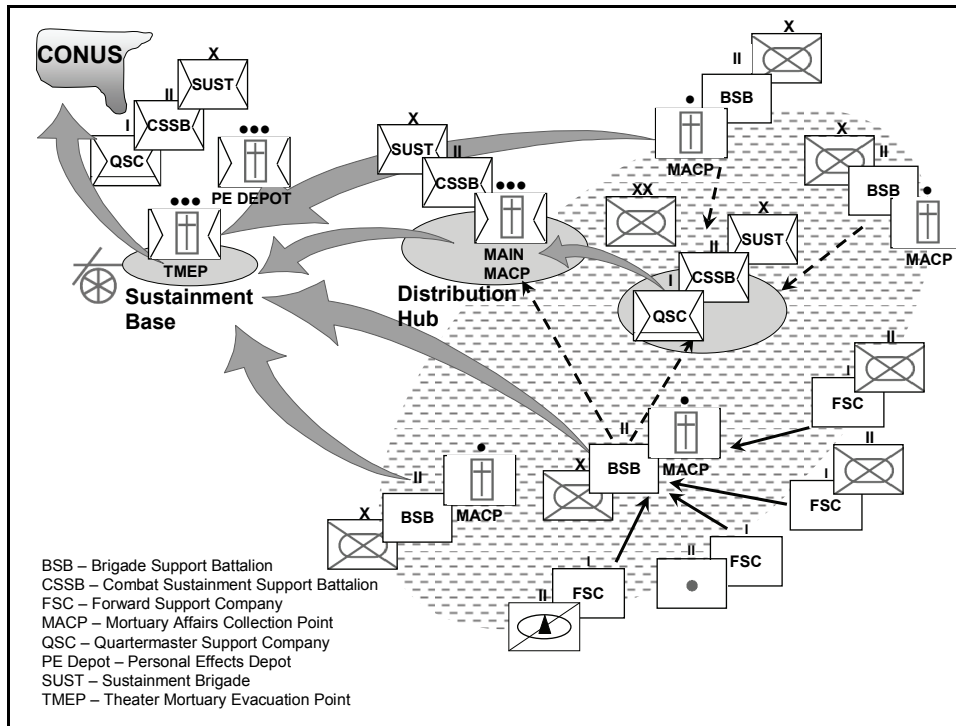 CONUS
X
SUST
II
CSSB
I
QSC
PE DEPOT
TMEP
Sustainment
Base
X
SUST
II
CSSB
MAIN
MACP
Distribution
Hub
X
II
BSB
MACP
XX
X
SUST
II
CSSB
I
QSC
X
II
BSB
MACP
II
I
FSC
II
I
FSC
I
FSC
II
I
FSC
II
II
BSB
MACP
X
II
BSB
MACP
X
BSB – Brigade Support Battalion
CSSB – Combat Sustainment Support Battalion
FSC – Forward Support Company
MACP – Mortuary Affairs Collection Point
QSC – Quartermaster Support Company
PE Depot – Personal Effects Depot
SUST – Sustainment Brigade
TMEP – Theater Mortuary Evacuation Point